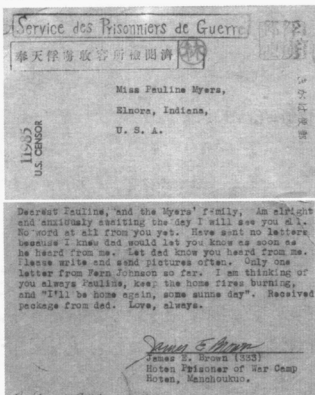 Service des Prisonniers de Guerre
奉天俘虜收容所檢閱濟
Miss Pauline Myers,
Elnora, Indiana,
U. S. A.
11985
U.S. CENSOR
Dearest Pauline, and the Myers' family, Am alright
and anxiously awaiting the day I will see you all.
No word at all from you yet. Have sent no letters
because I knew dad would let you know as soon as
he heard from me. Let dad know you heard from me.
Please write and send pictures often. Only one
letter from Fern Johnson so far. I am thinking of
you always Pauline, keep the home fires burning,
and "I'll be home again, some sunne day". Received
package from dad. Love, always.
James E Brown
James E. Brown (333)
Hoten Prisoner of War Camp
Hoten, Manchoukuo.